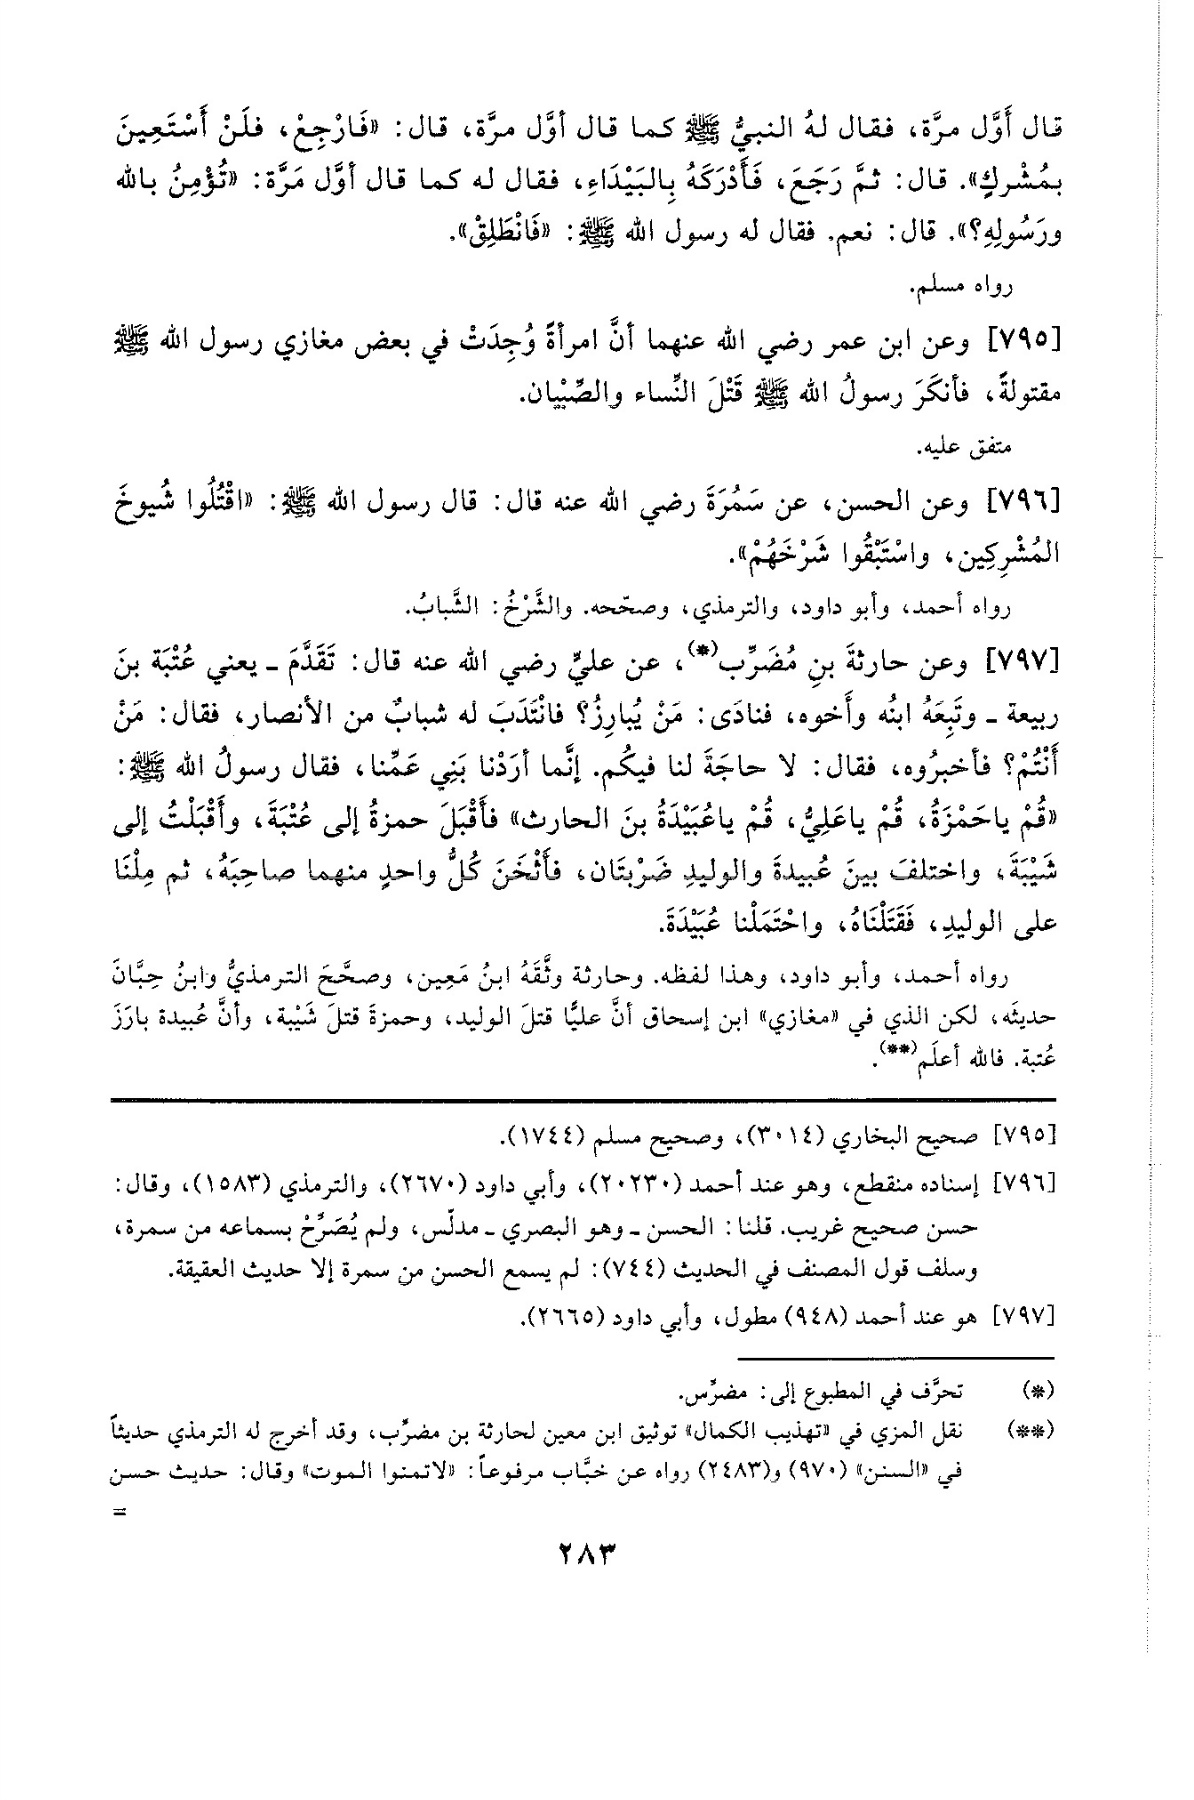 قال أَوَّل مرَّة، فقال لهُ النبيُّ ﷺ كما قال أوَّل مرَّة، قال: «فَارْجِعْ، فلَنْ أَسْتَعِينَ
بمُشْركٍ». قال: ثمَّ رَجَعَ، فَأَدْرَكَهُ بِالبَيْدَاءِ، فقال له كما قال أوَّل مَرَّة: «تُؤْمِنُ بالله
ورَسُولِهِ؟». قال: نعم. فقال له رسول الله ﷺ: «فَانْطَلِقْ».
رواه مسلم.
[٧٩٥] وعن ابن عمر رضي الله عنهما أنَّ امرأةً وُجِدَتْ في بعض مغازي رسول الله ﷺ
مقتولةً، فأنكَرَ رسولُ الله ﷺ قَتْلَ النِّساء والصِّبْيان.
متفق عليه.
[٧٩٦] وعن الحسن، عن سَمُرَةَ رضي الله عنه قال: قال رسول الله ﷺ: «اقْتُلُوا شُيوخَ
المُشْرِكِين، واسْتَبْقُوا شَرْخَهُمْ».
رواه أحمد، وأبو داود، والترمذي، وصحّحه. والشَّرْخُ: الشَّبابُ.
[٧٩٧] وعن حارثةَ بنِ مُضَرِّب(*)، عن عليٍّ رضي الله عنه قال: تَقَدَّمَ ـ يعني عُتْبَة بنَ
ربيعة ـ وتَبِعَهُ ابنُه وأَخوه، فنادَى: مَنْ يُبارِزُ؟ فانْتَدَبَ له شبابٌ من الأنصار، فقال: مَنْ
أَنْتُمْ؟ فأخبرُوه، فقال: لا حاجَةَ لنا فيكُم. إنَّما أرَدْنا بَنِي عَمِّنا، فقال رسولُ الله ﷺ:
«قُمْ ياحَمْزَةُ، قُمْ ياعَلِيُّ، قُمْ ياعُبَيْدَةُ بنَ الحارث» فأَقْبَلَ حمزةُ إلى عُتْبَةَ، وأَقْبَلْتُ إلى
شَيْبَةَ، واختلفَ بينَ عُبيدةَ والوليدِ ضَرْبتَان، فأَثْخَنَ كُلُّ واحدٍ منهما صاحِبَهُ، ثم مِلْنَا
على الوليدِ، فَقَتَلْنَاهُ، واحْتَمَلْنا عُبَيْدَةَ.
رواه أحمد، وأبو داود، وهذا لفظه. وحارثة وثَّقَهُ ابنُ مَعِين، وصحَّحَ الترمذيُّ وابنُ حِبَّانَ
حديثَه، لكن الذي في «مغازي» ابن إسحاق أنَّ عليًّا قتلَ الوليد، وحمزةَ قتلَ شَيْبة، وأنَّ عُبيدة بارَزَ
عُتبة. فالله أعلَم(**).
[٧٩٥] صحيح البخاري (٣٠١٤)، وصحيح مسلم (١٧٤٤).
[٧٩٦] إسناده منقطع، وهو عند أحمد (٢٠٢٣٠)، وأبي داود (٢٦٧٠)، والترمذي (١٥٨٣)، وقال:
حسن صحيح غريب. قلنا: الحسن ـ وهو البصري ـ مدلّس، ولم يُصَرِّحْ بسماعه من سمرة،
وسلف قول المصنف في الحديث (٧٤٤): لم يسمع الحسن من سمرة إلا حديث العقيقة.
[٧٩٧] هو عند أحمد (٩٤٨) مطول، وأبي داود (٢٦٦٥).
(*) تحرَّف في المطبوع إلى: مضرِّس.
(**) نقل المزي في «تهذيب الكمال» توثيق ابن معين لحارثة بن مضرِّب، وقد أخرج له الترمذي حديثاً
في «السنن» (٩٧٠) و(٢٤٨٣) رواه عن خبَّاب مرفوعاً: «لاتمنوا الموت» وقال: حديث حسن
=
٢٨٣